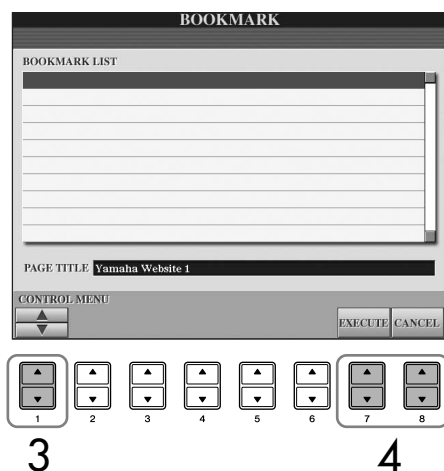 BOOKMARK
BOOKMARK LIST
PAGE TITLE Yamaha Website 1
CONTROL MENU
EXECUTE CANCEL
1 2 3 4 5 6 7 8
3 4